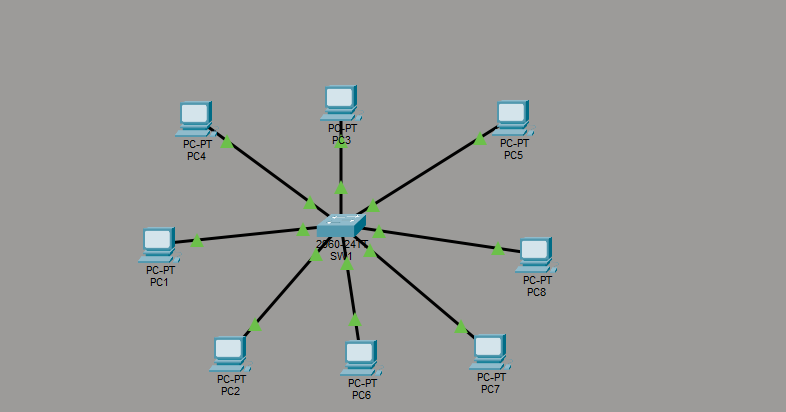 PC-PT
PC3
PC-PT
PC4
PC-PT
PC5
2960-24TT
SW1
PC-PT
PC1
PC-PT
PC8
PC-PT
PC2
PC-PT
PC6
PC-PT
PC7